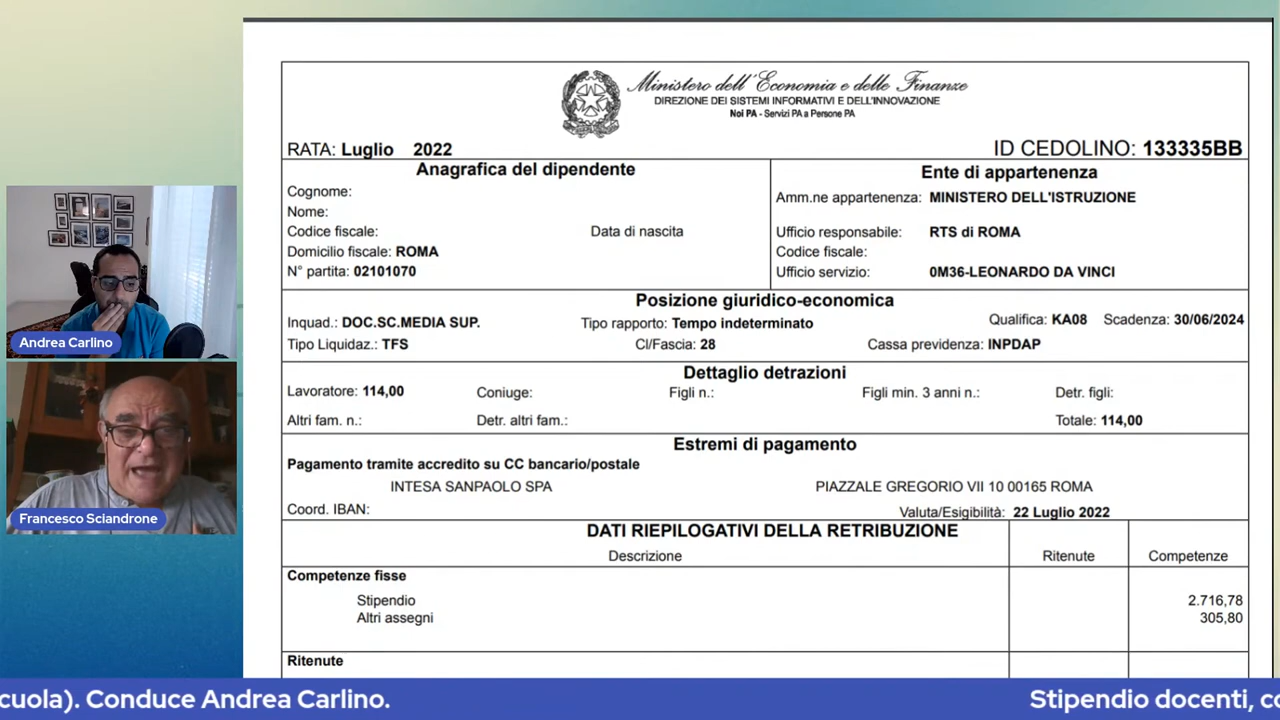 Ministero dell'Economia e delle Finanze
DIREZIONE DEI SISTEMI INFORMATIVI E DELL'INNOVAZIONE
Noi PA - Servizi PA a Persone PA
RATA: Luglio 2022
ID CEDOLINO: 133335BB
Anagrafica del dipendente
Cognome:
Nome:
Codice fiscale: Data di nascita
Domicilio fiscale: ROMA
N° partita: 02101070
Ente di appartenenza
Amm.ne appartenenza: MINISTERO DELL'ISTRUZIONE
Ufficio responsabile: RTS di ROMA
Codice fiscale:
Ufficio servizio: 0M36-LEONARDO DA VINCI
Posizione giuridico-economica
Inquad.: DOC.SC.MEDIA SUP. Tipo rapporto: Tempo indeterminato Qualifica: KA08 Scadenza: 30/06/2024
Tipo Liquidaz.: TFS Cl/Fascia: 28 Cassa previdenza: INPDAP
Dettaglio detrazioni
Lavoratore: 114,00 Coniuge: Figli n.: Figli min. 3 anni n.: Detr. figli:
Altri fam. n.: Detr. altri fam.: Totale: 114,00
Estremi di pagamento
Pagamento tramite accredito su CC bancario/postale
INTESA SANPAOLO SPA PIAZZALE GREGORIO VII 10 00165 ROMA
Coord. IBAN: Valuta/Esigibilità: 22 Luglio 2022
DATI RIEPILOGATIVI DELLA RETRIBUZIONE
Descrizione Ritenute Competenze
Competenze fisse
Stipendio 2.716,78
Altri assegni 305,80
Ritenute
Andrea Carlino
Francesco Sclandrone
cuola). Conduce Andrea Carlino. Stipendio docenti, co